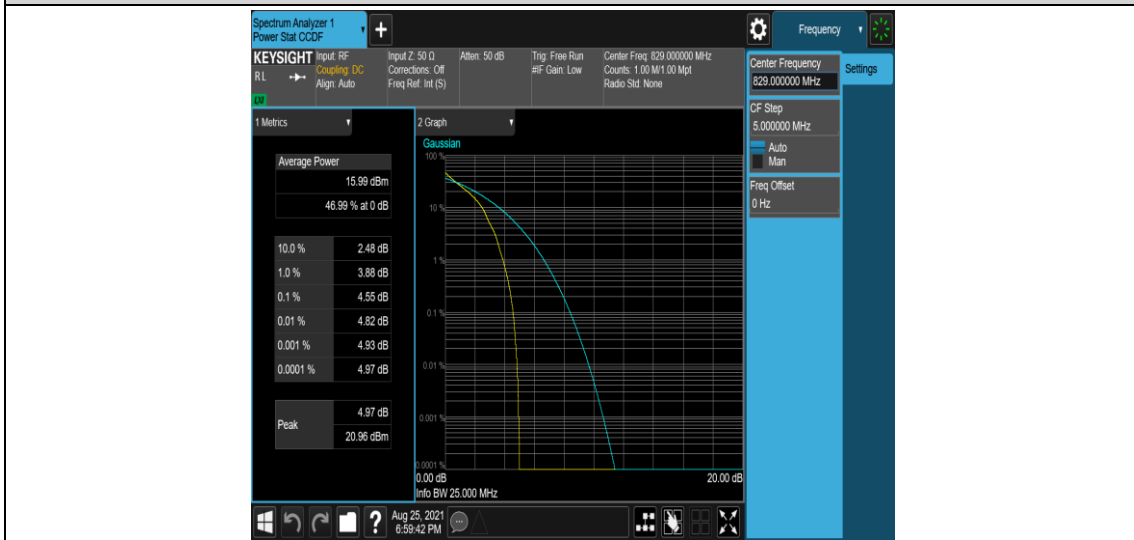 Spectrum Analyzer 1
Power Stat CCDF
+
Frequency
KEYSIGHT
RL
Input: RF
Coupling: DC
Align: Auto
Input Z: 50 Ω
Corrections: Off
Freq Ref: Int (S)
Atten: 50 dB
Trig: Free Run
#IF Gain: Low
Center Freq: 829.000000 MHz
Counts: 1.00 M/1.00 Mpt
Radio Std: None
Center Frequency
829.000000 MHz
Settings
CF Step
5.000000 MHz
Auto
Man
Freq Offset
0 Hz
1 Metrics
Average Power
15.99 dBm
46.99 % at 0 dB
10.0 % 2.48 dB
1.0 % 3.88 dB
0.1 % 4.55 dB
0.01 % 4.82 dB
0.001 % 4.93 dB
0.0001 % 4.97 dB
Peak
4.97 dB
20.96 dBm
2 Graph
Gaussian
100 %
10 %
1 %
0.1 %
0.01 %
0.001 %
0.0001 %
0.00 dB 20.00 dB
Info BW 25.000 MHz
?
Aug 25, 2021
6:59:42 PM